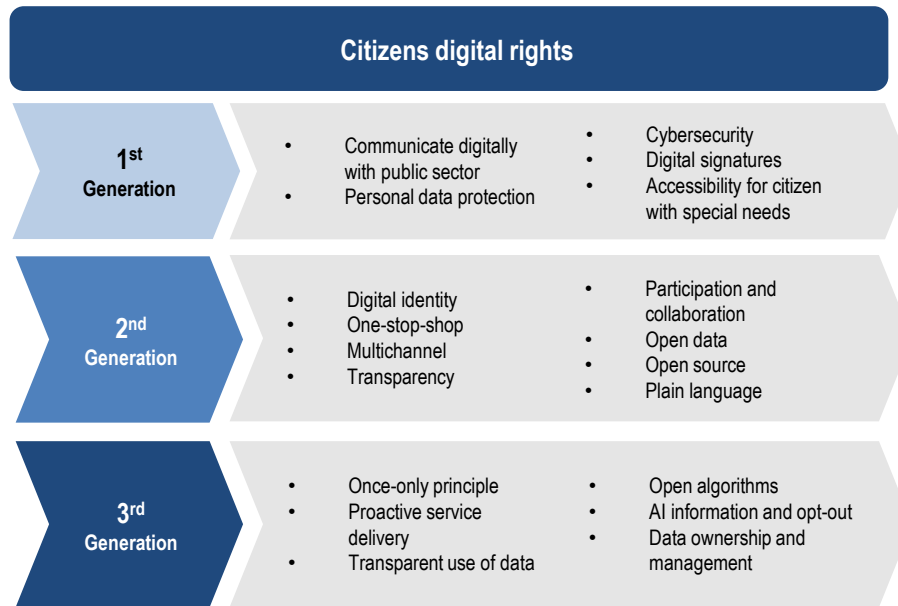 Citizens digital rights
1st
Generation
• Communicate digitally
with public sector
• Personal data protection
• Cybersecurity
• Digital signatures
• Accessibility for citizen
with special needs
2nd
Generation
• Digital identity
• One-stop-shop
• Multichannel
• Transparency
• Participation and
collaboration
• Open data
• Open source
• Plain language
3rd
Generation
• Once-only principle
• Proactive service
delivery
• Transparent use of data
• Open algorithms
• AI information and opt-out
• Data ownership and
management